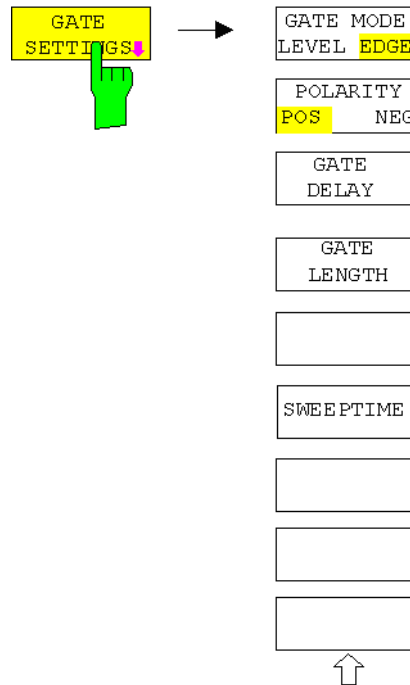 GATE
SETTINGS
GATE MODE
LEVEL EDGE
POLARITY
POS NEG
GATE
DELAY
GATE
LENGTH
SWEEPTIME